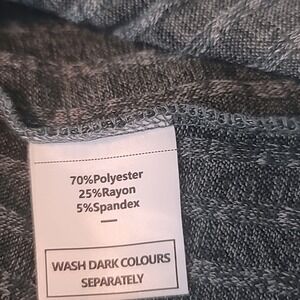 70%Polyester
25%Rayon
5%Spandex
WASH DARK COLOURS
SEPARATELY